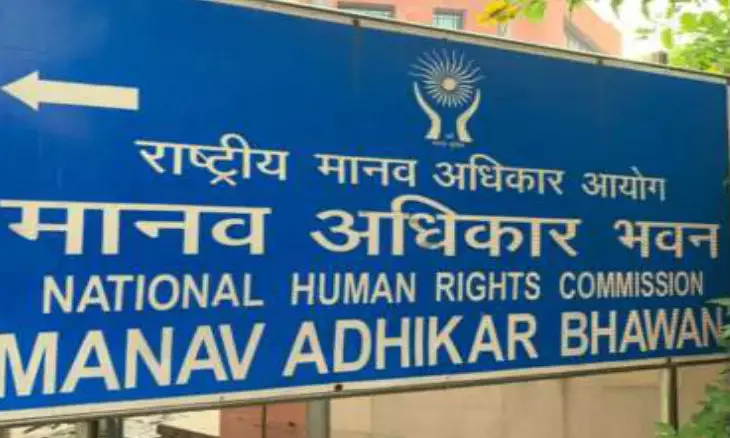 राष्ट्रीय मानव अधिकार आयोग
मानव अधिकार भवन
NATIONAL HUMAN RIGHTS COMMISSION
MANAV ADHIKAR BHAWAN